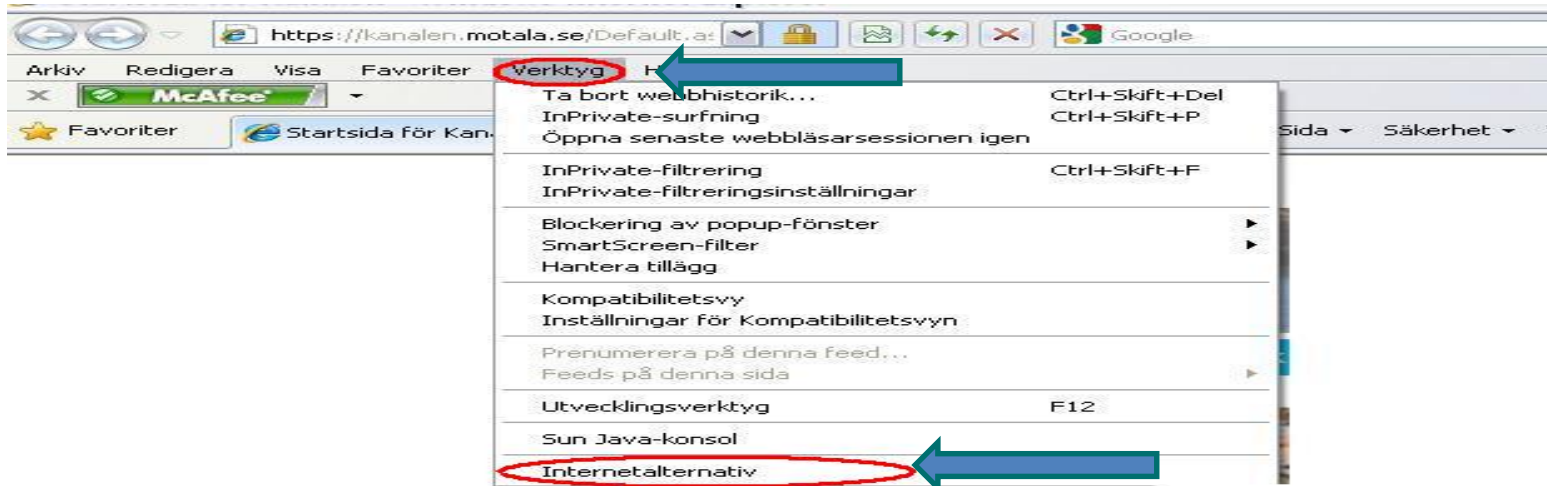 https://kanalen.motala.se/Default.as
Google
Arkiv Redigera Visa Favoriter Verktyg H
McAfee
Favoriter Startsida för Kan
Sida Säkerhet
Ta bort webbhistorik... Ctrl+Skift+Del
InPrivate-surfning Ctrl+Skift+P
Öppna senaste webbläsarsessionen igen
InPrivate-filtrering Ctrl+Skift+F
InPrivate-filtreringsinställningar
Blockering av popup-fönster
SmartScreen-filter
Hantera tillägg
Kompatibilitetsvy
Inställningar för Kompatibilitetsvyn
Prenumerera på denna feed...
Feeds på denna sida
Utvecklingsverktyg F12
Sun Java-konsol
Internetalternativ